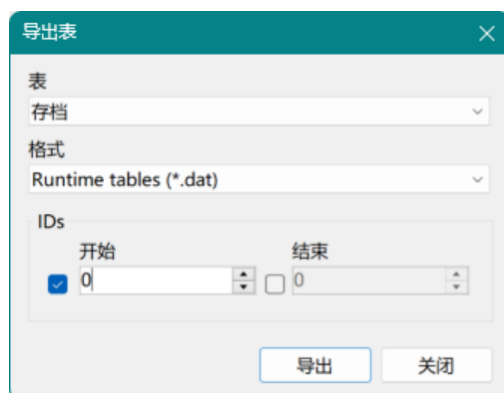 导出表
表
存档
格式
Runtime tables (*.dat)
IDs
开始 结束
0 0
导出 关闭